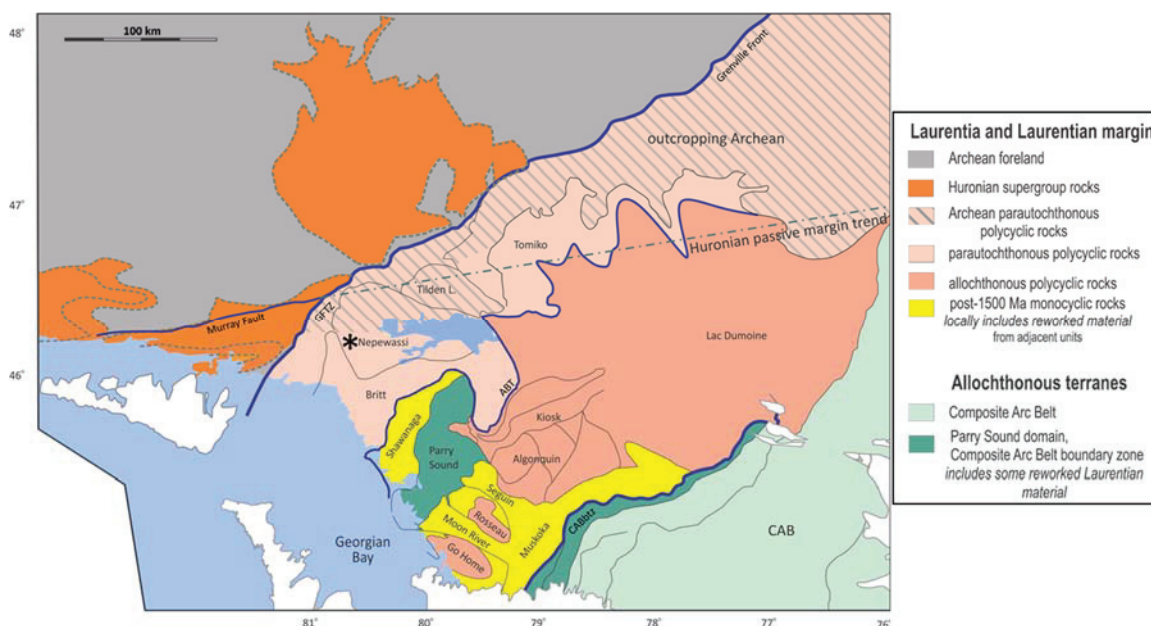 48°
100 km
Grenville Front
outcropping Archean
47°
Huronian passive margin trend
Tomiko
Tilden L.
GFTZ
Murray Fault
Nepewassi
Lac Dumoine
46°
Britt
ABT
Shawanaga
Kiosk
Parry
Sound
Algonquin
Seguin
Rosseau
Moon River
Muskoka
CABbtz
Georgian
Bay
Go Home
CAB
81°
80°
79°
78°
77°
76°
Laurentia and Laurentian margin
Archean foreland
Huronian supergroup rocks
Archean parautochthonous
polycyclic rocks
parautochthonous polycyclic rocks
allochthonous polycyclic rocks
post-1500 Ma monocyclic rocks
locally includes reworked material
from adjacent units
Allochthonous terranes
Composite Arc Belt
Parry Sound domain,
Composite Arc Belt boundary zone
includes some reworked Laurentian
material